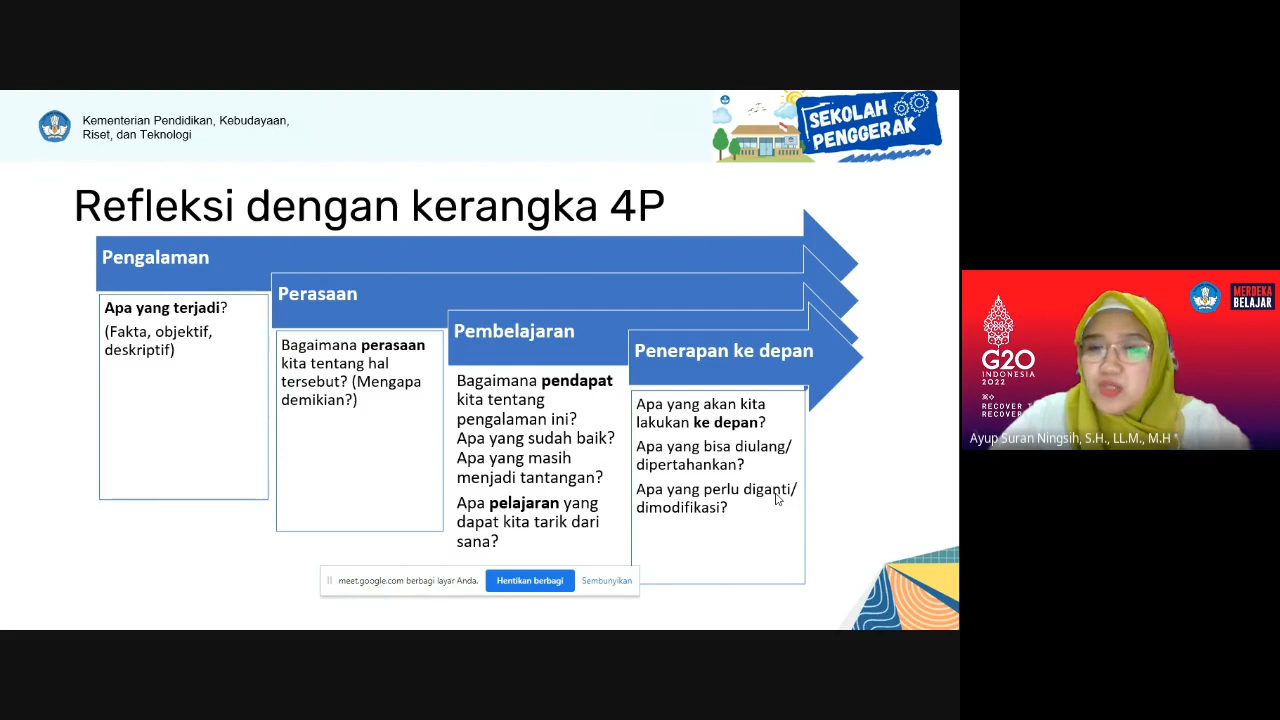 Kementerian Pendidikan, Kebudayaan,
Riset, dan Teknologi
SEKOLAH
PENGGERAK
Refleksi dengan kerangka 4P
Pengalaman
Apa yang terjadi?
(Fakta, objektif,
deskriptif)
Perasaan
Bagaimana perasaan
kita tentang hal
tersebut? (Mengapa
demikian?)
Pembelajaran
Bagaimana pendapat
kita tentang
pengalaman ini?
Apa yang sudah baik?
Apa yang masih
menjadi tantangan?
Apa pelajaran yang
dapat kita tarik dari
sana?
Penerapan ke depan
Apa yang akan kita
lakukan ke depan?
Apa yang bisa diulang/
dipertahankan?
Apa yang perlu diganti/
dimodifikasi?
meet.google.com berbagi layar Anda.
Hentikan berbagi
Sembunyikan
MERDEKA
BELAJAR
G20
INDONESIA
2022
RECOVER
RECOVER
Ayup Suran Ningsih, S.H., LL.M., M.H